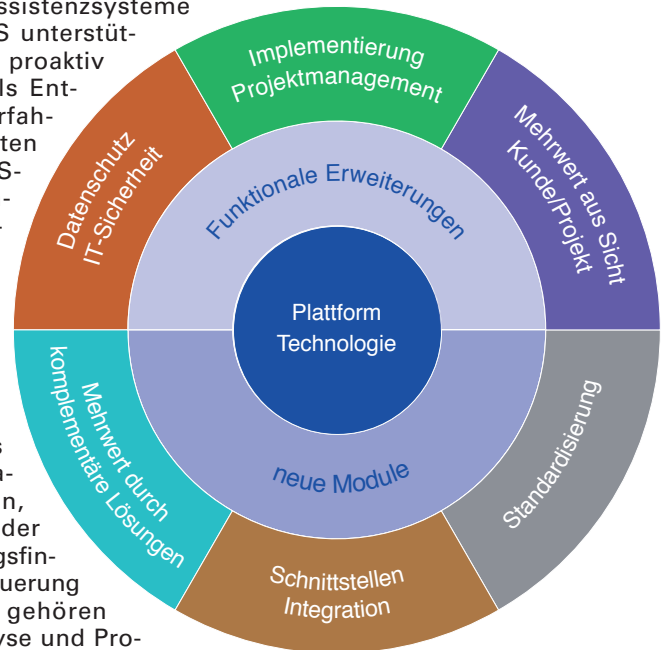 ssistenzsysteme
S unterstüt-
proaktiv
ls Ent-
rfah-
ten
S-
-
-
s
a-
n,
der
gsfin-
uerung
gehören
lyse und Pro-
Implementierung
Projektmanagement
Mehrwert aus Sicht
Kunde/Projekt
Standardisierung
Schnittstellen
Integration
Mehrwert durch
komplementäre Lösungen
Datenschutz
IT-Sicherheit
Funktionale Erweiterungen
neue Module
Plattform
Technologie